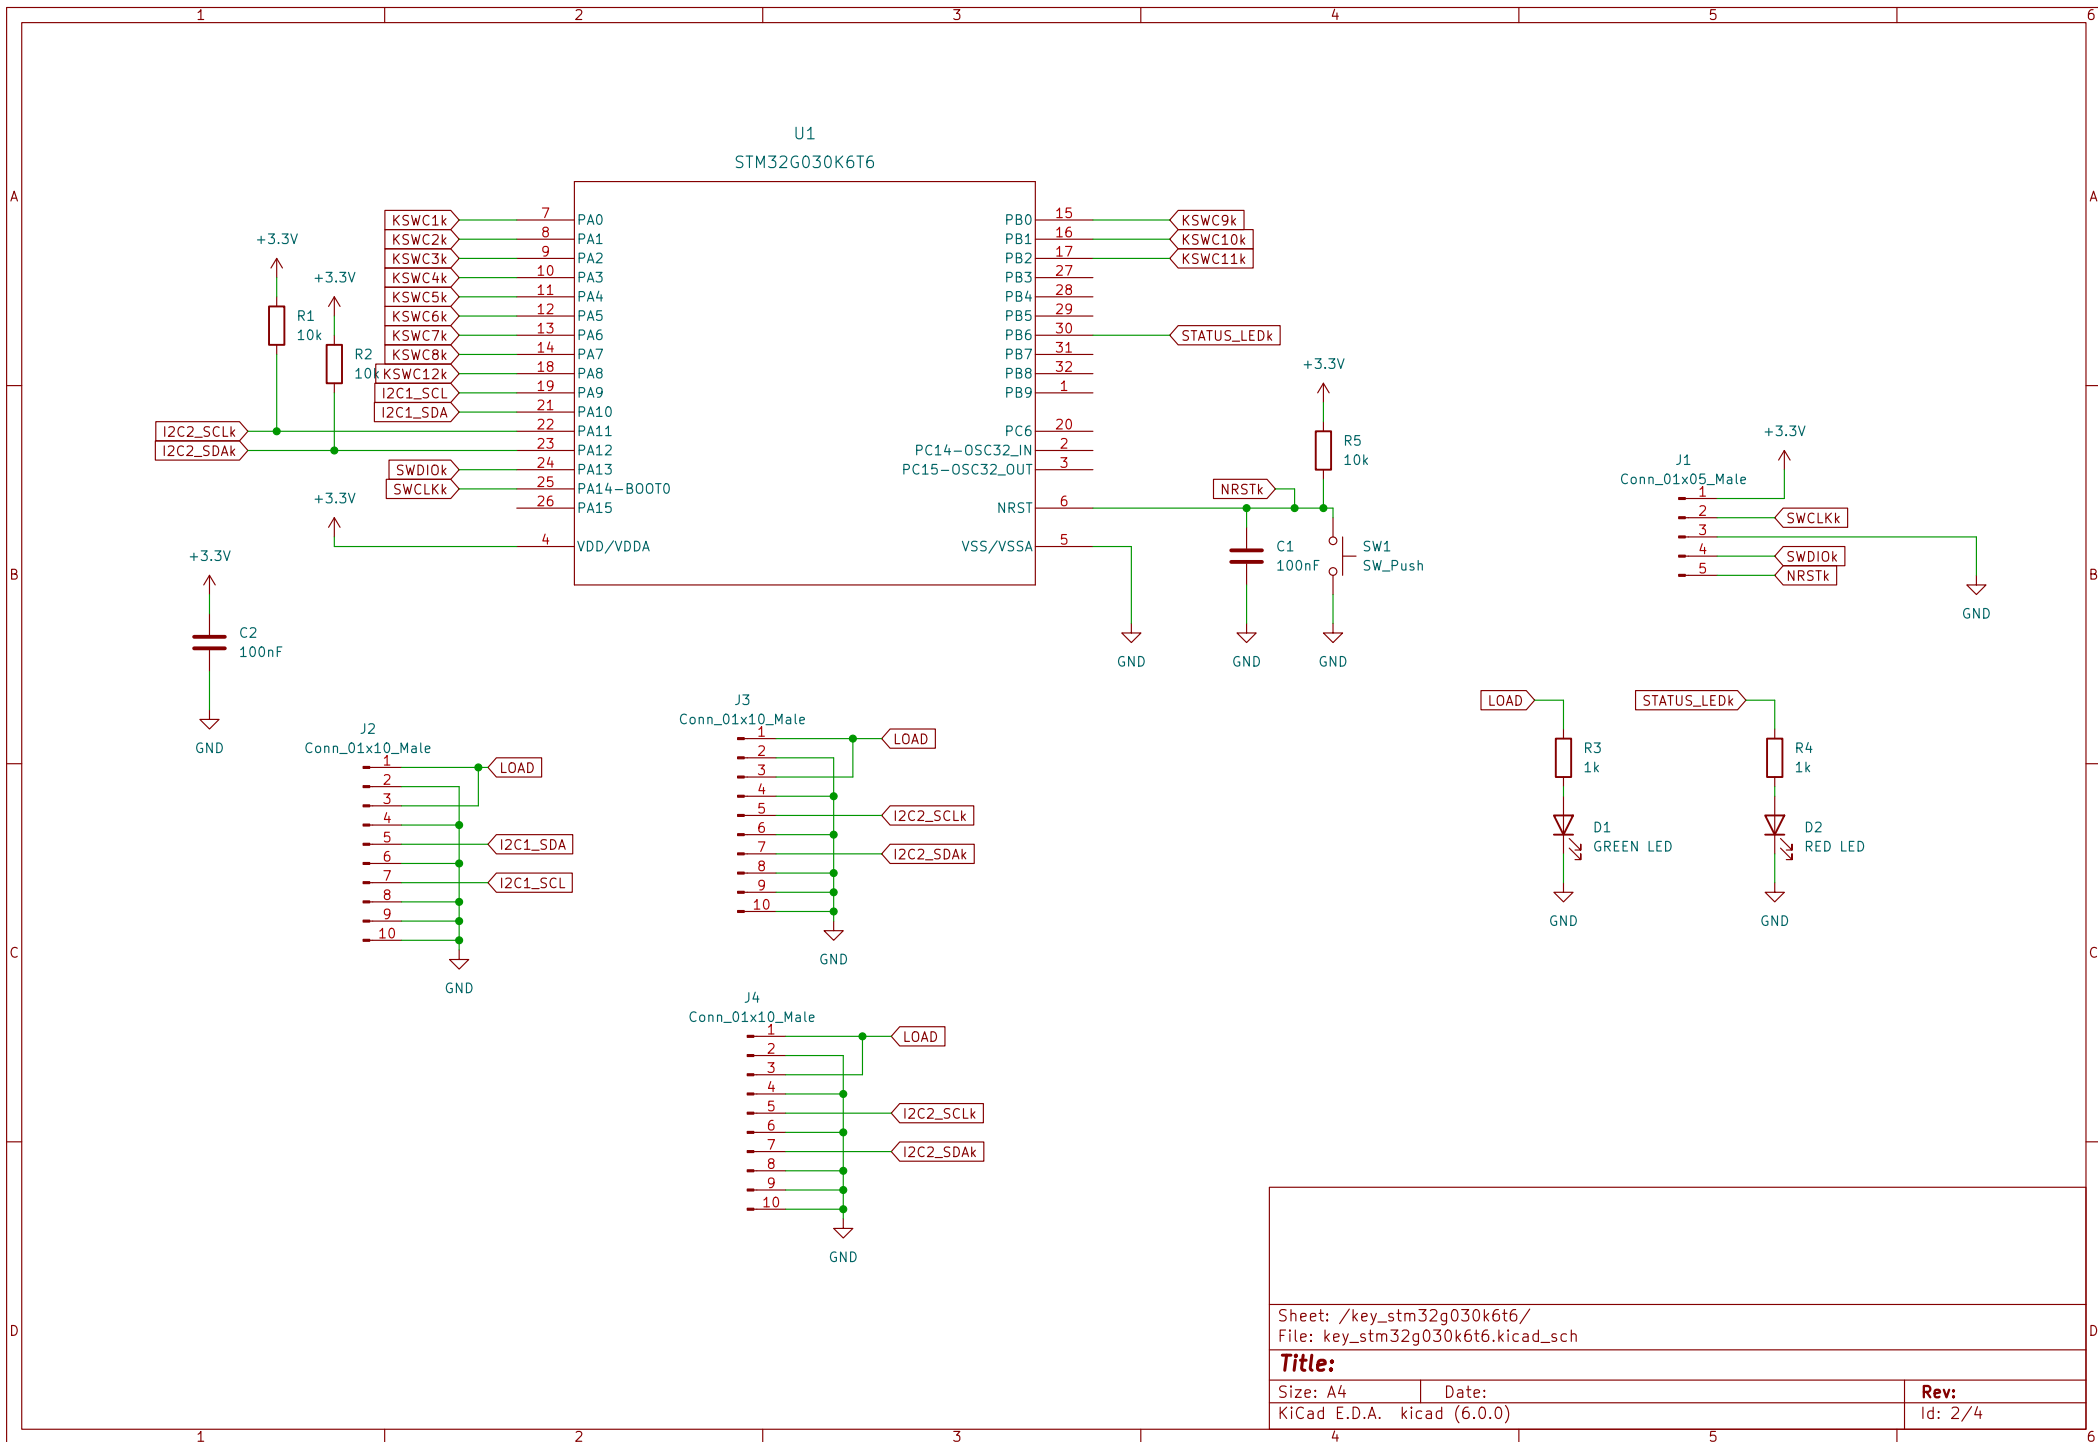 1 2 3 4 5 6
U1
STM32G030K6T6
A A
KSWC1k 7 PA0 PB0 15 KSWC9k
KSWC2k 8 PA1 PB1 16 KSWC10k
+3.3V
KSWC3k 9 PA2 PB2 17 KSWC11k
+3.3V
KSWC4k 10 PA3 PB3 27
KSWC5k 11 PA4 PB4 28
R1
KSWC6k 12 PA5 PB5 29
10k
KSWC7k 13 PA6 PB6 30 STATUS_LEDk
R2
KSWC8k 14 PA7 PB7 31
+3.3V
10k
KSWC12k 18 PA8 PB8 32
I2C1_SCL 19 PA9 PB9 1
I2C1_SDA 21 PA10
I2C2_SCLk 22 PA11 PC6 20
+3.3V
R5
I2C2_SDAk 23 PA12 PC14-OSC32_IN 2
10k
J1
SWDIOk 24 PA13 PC15-OSC32_OUT 3
Conn_01x05_Male
SWCLKk 25 PA14-BOOT0 NRSTk
1
+3.3V
26 PA15 NRST 6
2 SWCLKk
3
4 VDD/VDDA VSS/VSSA 5
C1
100nF
SW1
SW_Push
4 SWDIOk
5 NRSTk
+3.3V
B B
GND
C2
100nF
GND GND GND
GND
J2
Conn_01x10_Male
1 LOAD
2
3
4
5 I2C1_SDA
6
7 I2C1_SCL
8
9
10
GND
J3
Conn_01x10_Male
1 LOAD
2
3
4
5 I2C2_SCLk
6
7 I2C2_SDAk
8
9
10
GND
LOAD
R3
1k
D1
GREEN LED
GND
STATUS_LEDk
R4
1k
D2
RED LED
GND
C C
J4
Conn_01x10_Male
1 LOAD
2
3
4
5 I2C2_SCLk
6
7 I2C2_SDAk
8
9
10
GND
D D
Sheet: /key_stm32g030k6t6/
File: key_stm32g030k6t6.kicad_sch
Title:
Size: A4 Date: Rev:
KiCad E.D.A. kicad (6.0.0) Id: 2/4
1 2 3 4 5 6